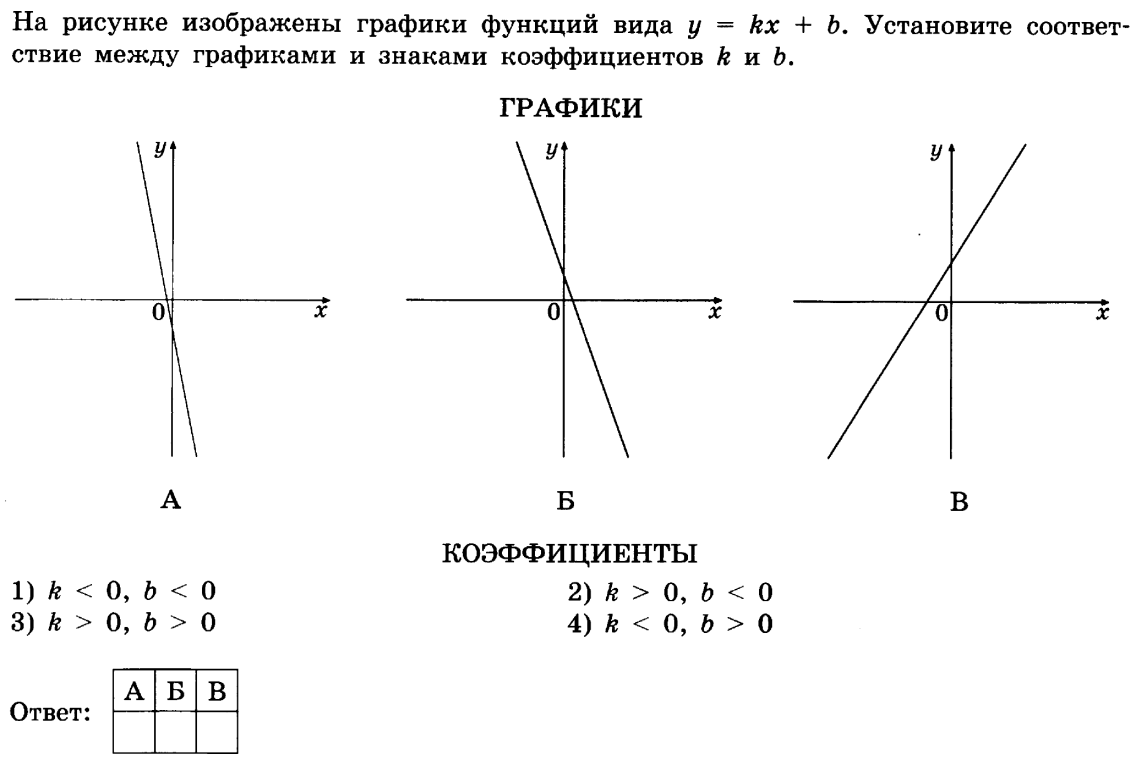 На рисунке изображены графики функций вида y = kx + b. Установите соответ-
ствие между графиками и знаками коэффициентов k и b.
ГРАФИКИ
y y y
0 x 0 x 0 x
А Б В
КОЭФФИЦИЕНТЫ
1) k < 0, b < 0 2) k > 0, b < 0
3) k > 0, b > 0 4) k < 0, b > 0
А Б В
Ответ: